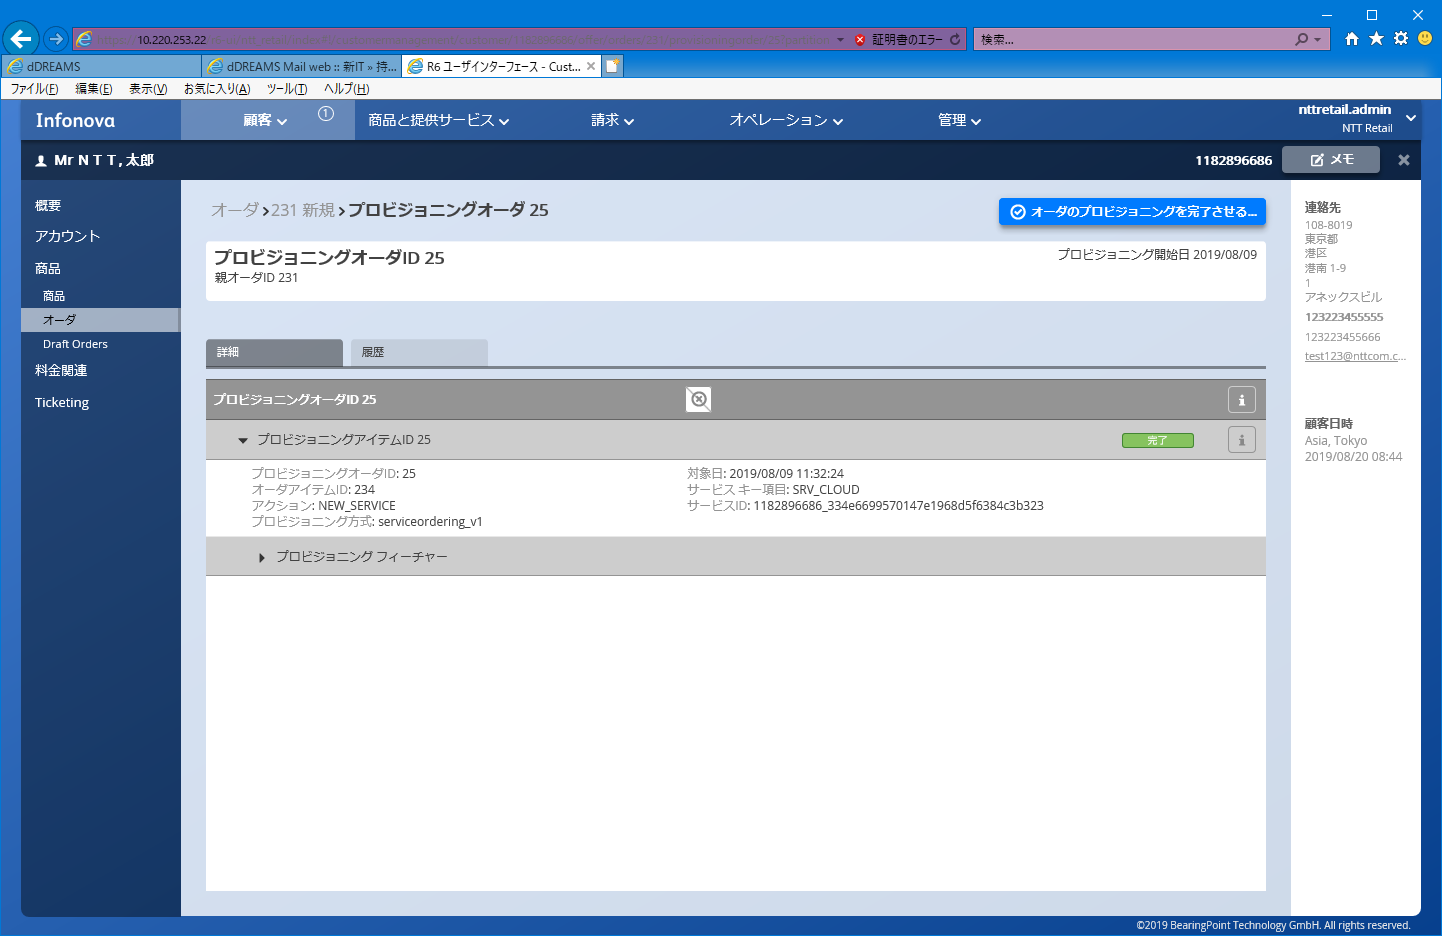 10.220.253.22
証明書のエラー
検索...
dDREAMS
dDREAMS Mail web :: 新IT » 持...
R6 ユーザインターフェース - Cust...
ファイル(F) 編集(E) 表示(V) お気に入り(A) ツール(T) ヘルプ(H)
Infonova
顧客
1
商品と提供サービス
請求
オペレーション
管理
nttretail.admin
NTT Retail
Mr N T T , 太郎
1182896686
メモ
概要
アカウント
商品
商品
オーダ
Draft Orders
料金関連
Ticketing
オーダ 231 新規 プロビジョニングオーダ 25
オーダのプロビジョニングを完了させる...
プロビジョニングオーダID 25
親オーダID 231
プロビジョニング開始日 2019/08/09
詳細
履歴
プロビジョニングオーダID 25
プロビジョニングアイテムID 25
完了
プロビジョニングオーダID: 25
オーダアイテムID: 234
アクション: NEW_SERVICE
プロビジョニング方式: serviceordering_v1
対象日: 2019/08/09 11:32:24
サービス キー項目: SRV_CLOUD
サービスID: 1182896686_334e6699570147e1968d5f6384c3b323
プロビジョニング フィーチャー
連絡先
108-8019
東京都
港区
港南 1-9
1
アネックスビル
123223455555
123223455666
test123@nttcom.c...
顧客日時
Asia, Tokyo
2019/08/20 08:44
©2019 BearingPoint Technology GmbH. All rights reserved.